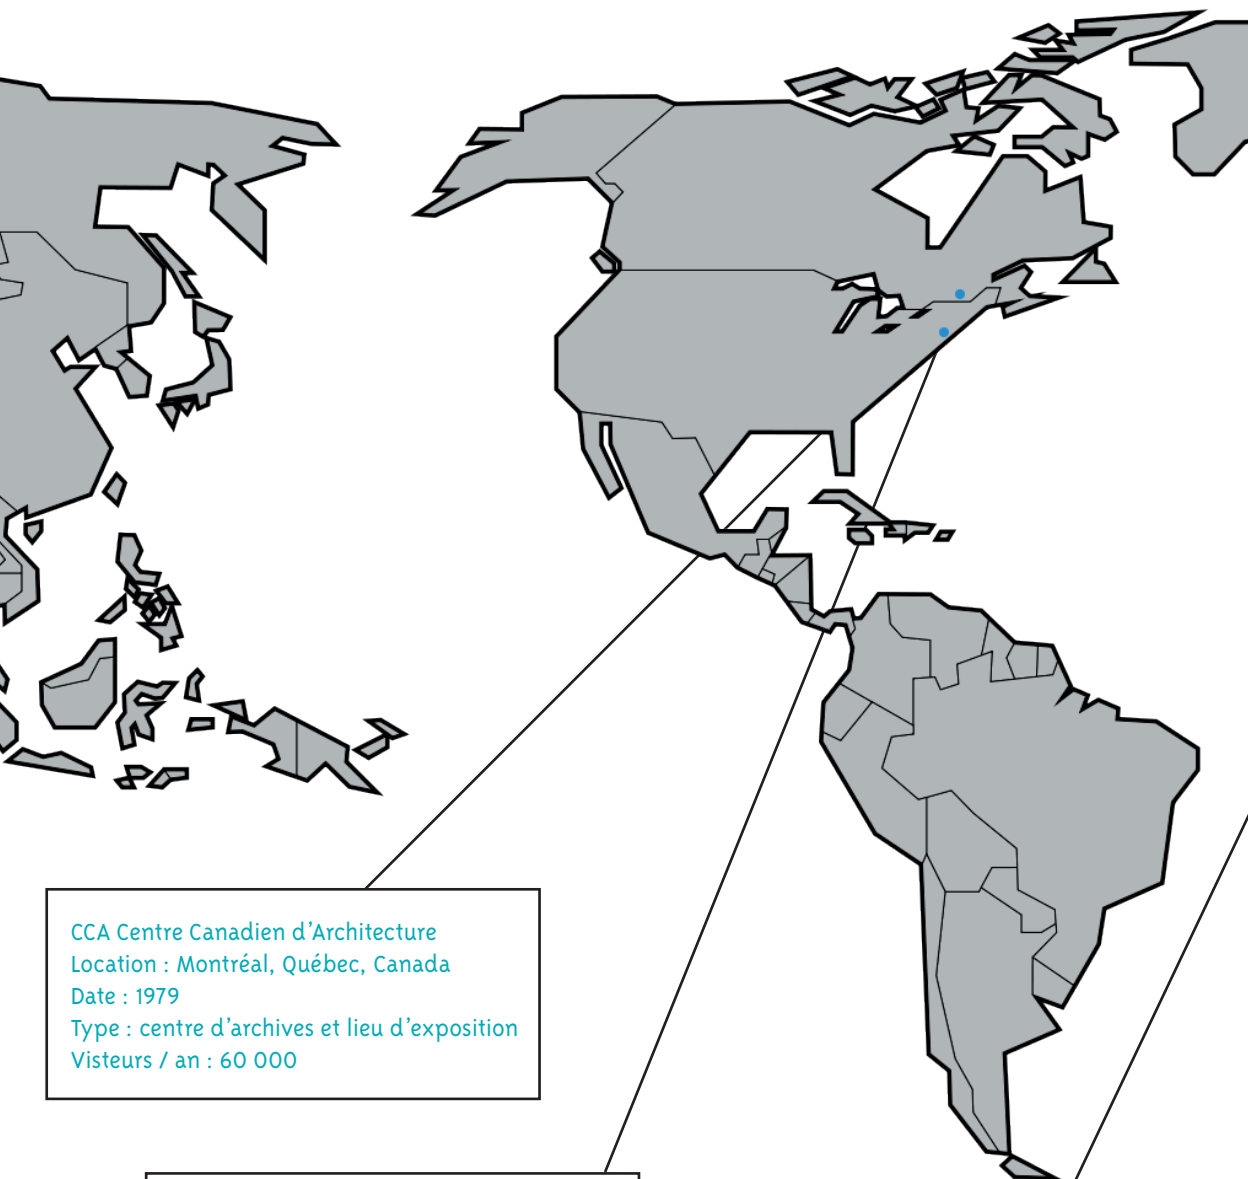 CCA Centre Canadien d’Architecture
Location : Montréal, Québec, Canada
Date : 1979
Type : centre d’archives et lieu d’exposition
Visteurs / an : 60 000